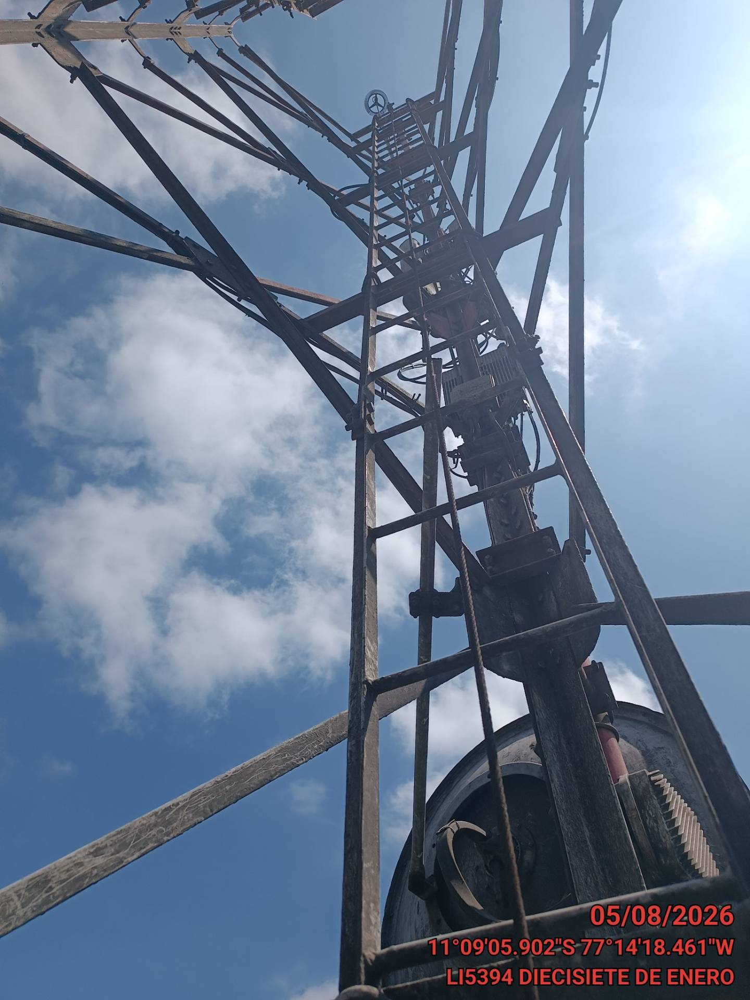 05/08/2026
11°09'05.902"S 77°14'18.461"W
LI5394 DIECISIETE DE ENERO